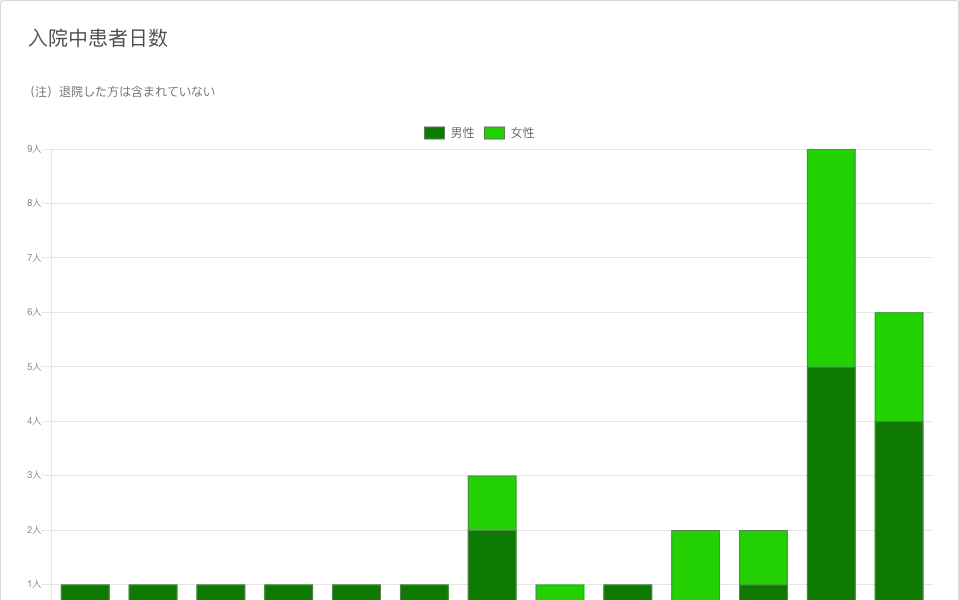 入院中患者日数
（注）退院した方は含まれていない
男性 女性
9人
8人
7人
6人
5人
4人
3人
2人
1人